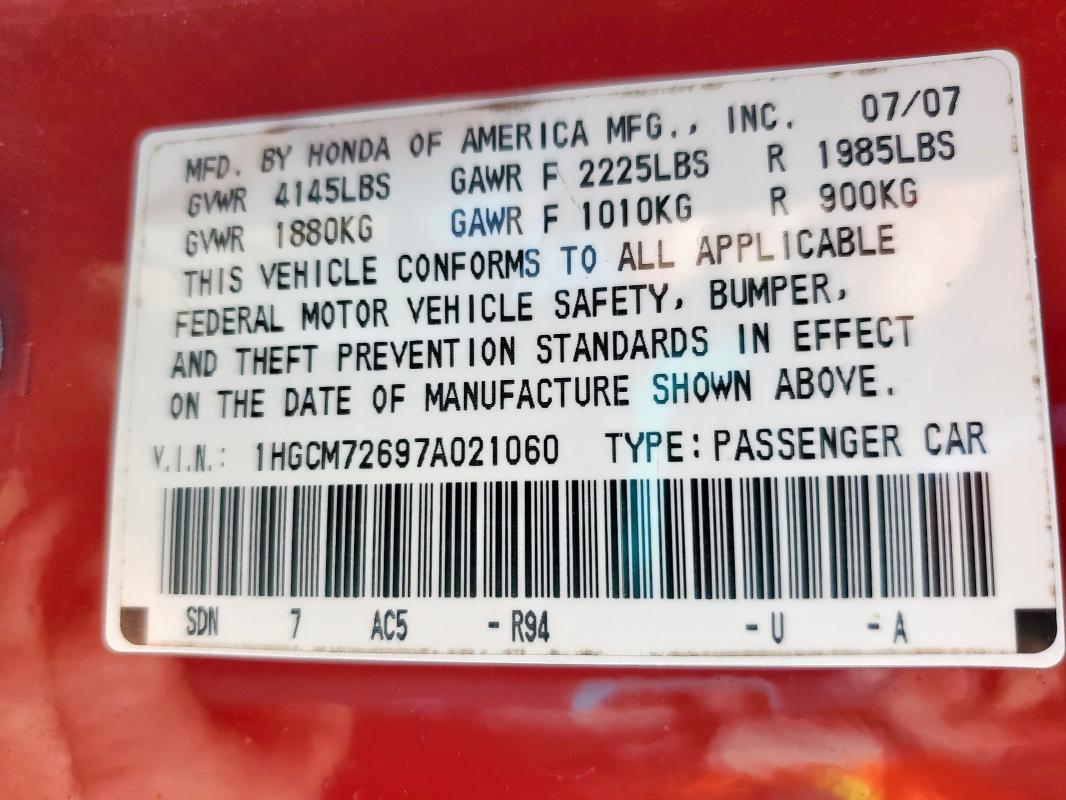 MFD. BY HONDA OF AMERICA MFG., INC. 07/07
GVWR 4145LBS GAWR F 2225LBS R 1985LBS
GVWR 1880KG GAWR F 1010KG R 900KG
THIS VEHICLE CONFORMS TO ALL APPLICABLE
FEDERAL MOTOR VEHICLE SAFETY, BUMPER,
AND THEFT PREVENTION STANDARDS IN EFFECT
ON THE DATE OF MANUFACTURE SHOWN ABOVE.
V.I.N.: 1HGCM72697A021060 TYPE: PASSENGER CAR
SDN 7 AC5 - R94 - U - A